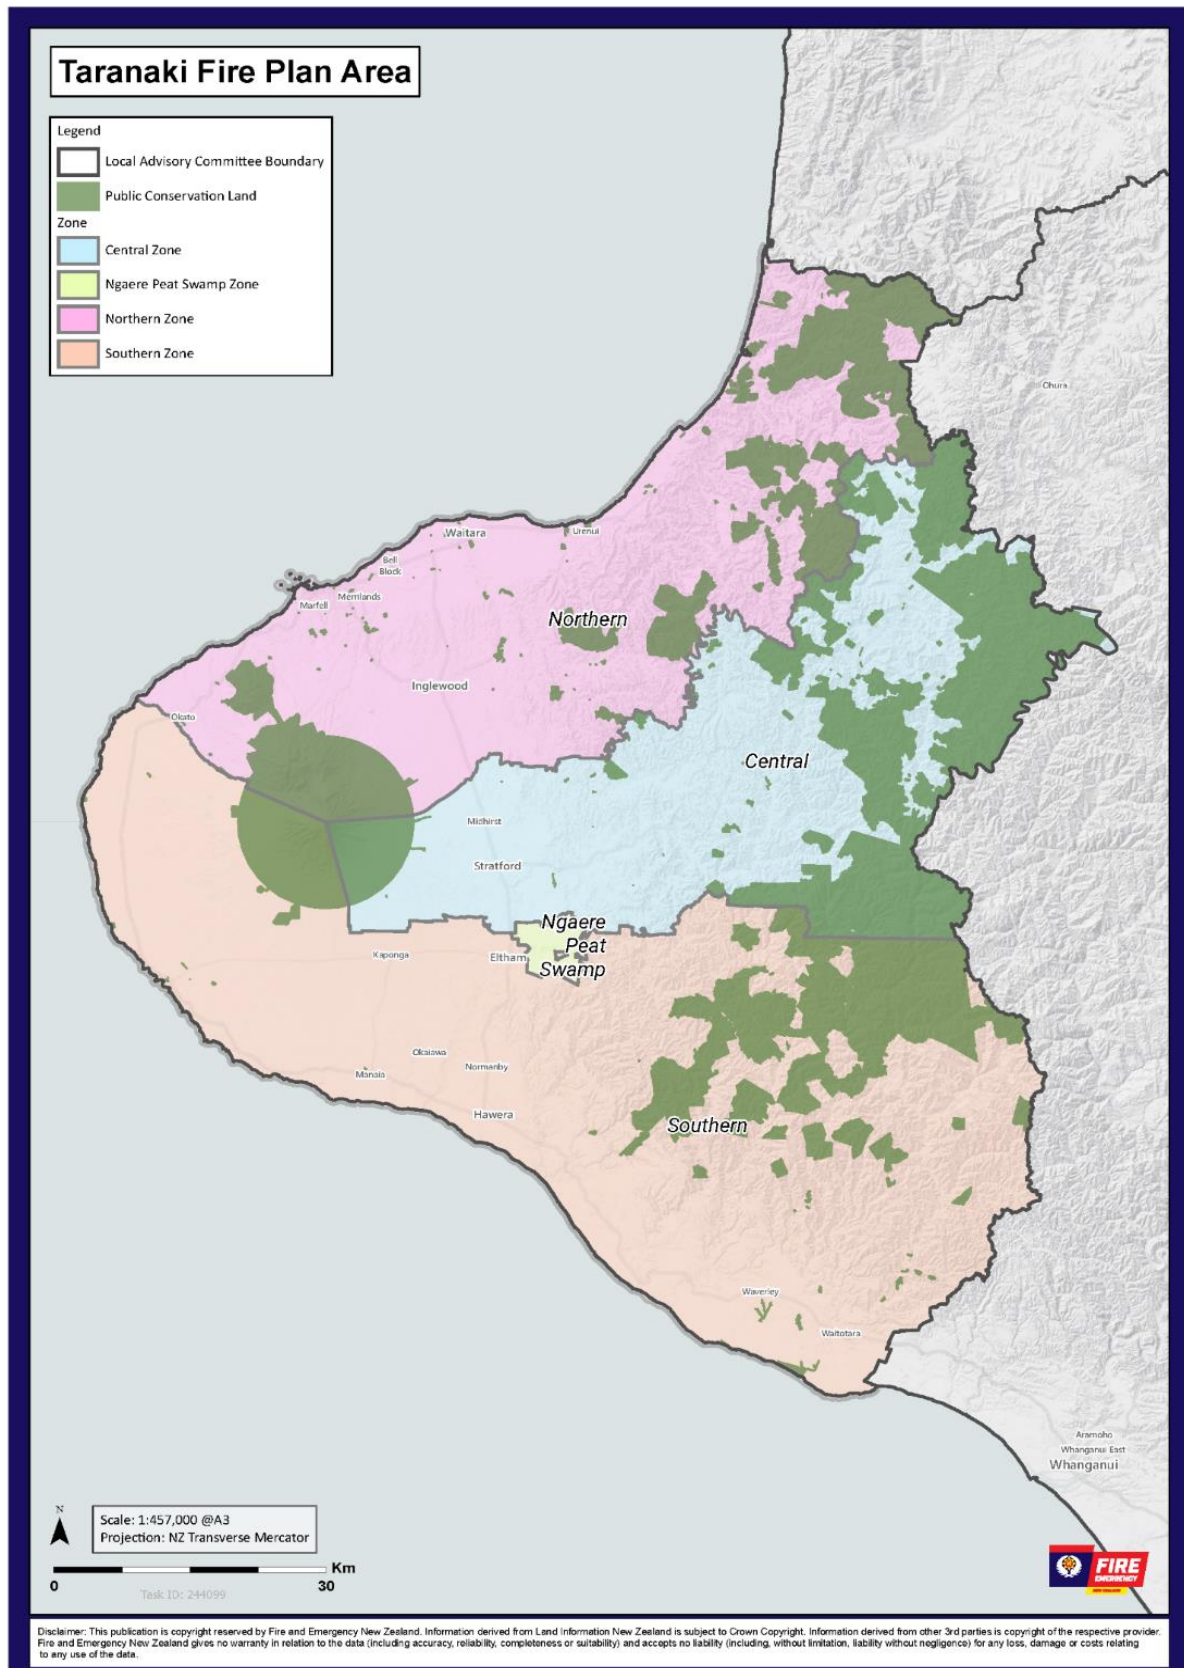 Taranaki Fire Plan Area
Legend
Local Advisory Committee Boundary
Public Conservation Land
Zone
Central Zone
Ngaere Peat Swamp Zone
Northern Zone
Southern Zone
Ohura
Waitara
Urenui
Bell
Block
Merrilands
Marfell
Northern
Inglewood
Okato
Central
Midhirst
Stratford
Ngaere
Peat
Swamp
Kaponga
Eltham
Okaiawa
Normanby
Manaia
Hawera
Southern
Waverley
Waitotara
Aramoho
Whanganui East
Whanganui
N
Scale: 1:457,000 @A3
Projection: NZ Transverse Mercator
Km
0 30
Task ID: 244099
FIRE
EMERGENCY
NEW ZEALAND
Disclaimer: This publication is copyright reserved by Fire and Emergency New Zealand. Information derived from Land Information New Zealand is subject to Crown Copyright. Information derived from other 3rd parties is copyright of the respective provider.
Fire and Emergency New Zealand gives no warranty in relation to the data (including accuracy, reliability, completeness or suitability) and accepts no liability (including, without limitation, liability without negligence) for any loss, damage or costs relating
to any use of the data.